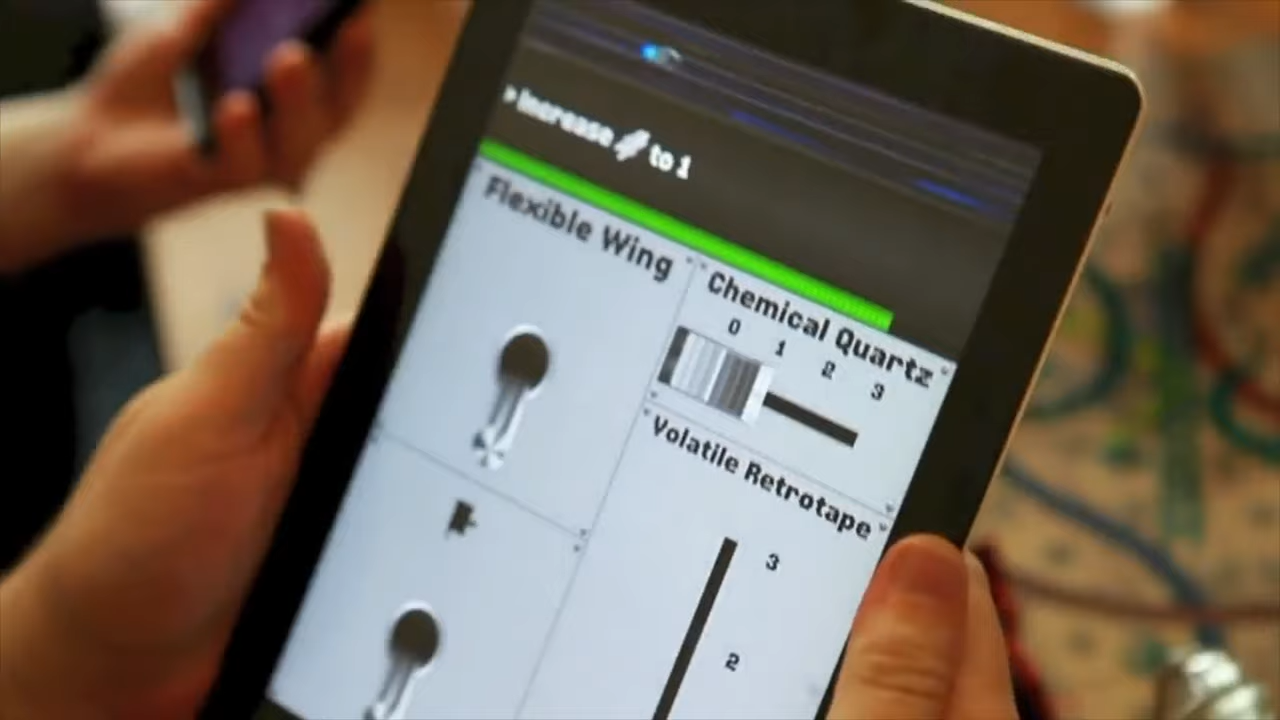 increase to 1
Flexible Wing
Chemical Quartz
0 1 2 3
Volatile Retrotape
3
2